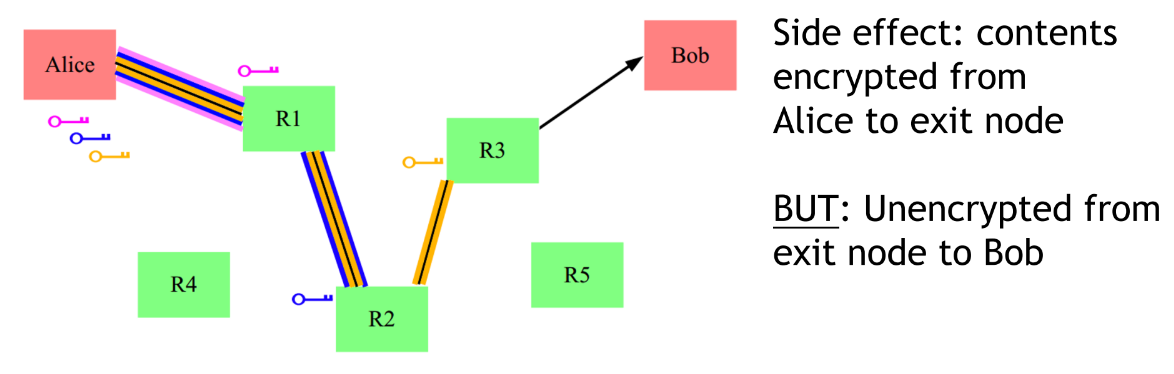 Alice
R1
R2
R3
R4
R5
Bob
Side effect: contents
encrypted from
Alice to exit node
BUT: Unencrypted from
exit node to Bob